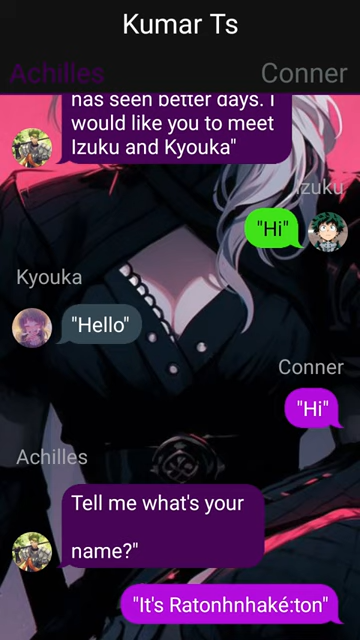 Kumar Ts
Achilles
Conner
has seen better days. I
would like you to meet
Izuku and Kyouka"
Izuku
"Hi"
Kyouka
"Hello"
Conner
"Hi"
Achilles
Tell me what's your
name?"
"It's Ratonhnhaké:ton"